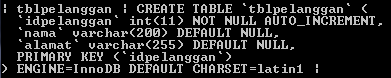 | tblpelanggan | CREATE TABLE `tblpelanggan` (
`idpelanggan` int(11) NOT NULL AUTO_INCREMENT,
`nama` varchar(200) DEFAULT NULL,
`alamat` varchar(255) DEFAULT NULL,
PRIMARY KEY (`idpelanggan`)
) ENGINE=InnoDB DEFAULT CHARSET=latin1 |